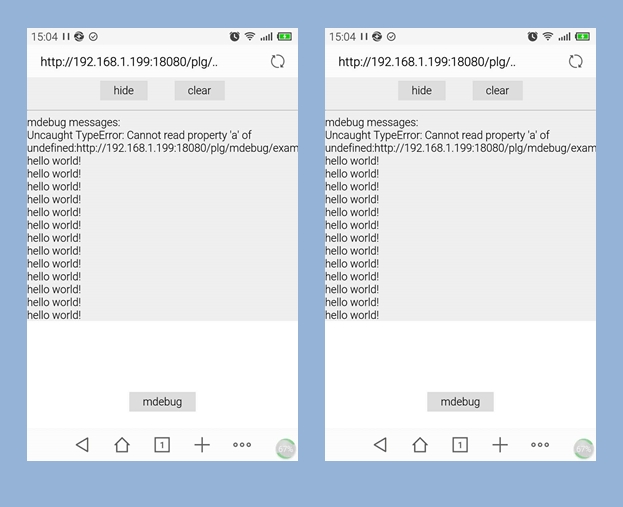 15:04
http://192.168.1.199:18080/plg/..
hide clear
mdebug messages:
Uncaught TypeError: Cannot read property 'a' of
undefined:http://192.168.1.199:18080/plg/mdebug/exam
hello world!
hello world!
hello world!
hello world!
hello world!
hello world!
hello world!
hello world!
hello world!
hello world!
hello world!
hello world!
hello world!
mdebug
1
67%
15:04
http://192.168.1.199:18080/plg/..
hide clear
mdebug messages:
Uncaught TypeError: Cannot read property 'a' of
undefined:http://192.168.1.199:18080/plg/mdebug/exam
hello world!
hello world!
hello world!
hello world!
hello world!
hello world!
hello world!
hello world!
hello world!
hello world!
hello world!
hello world!
hello world!
mdebug
1
67%